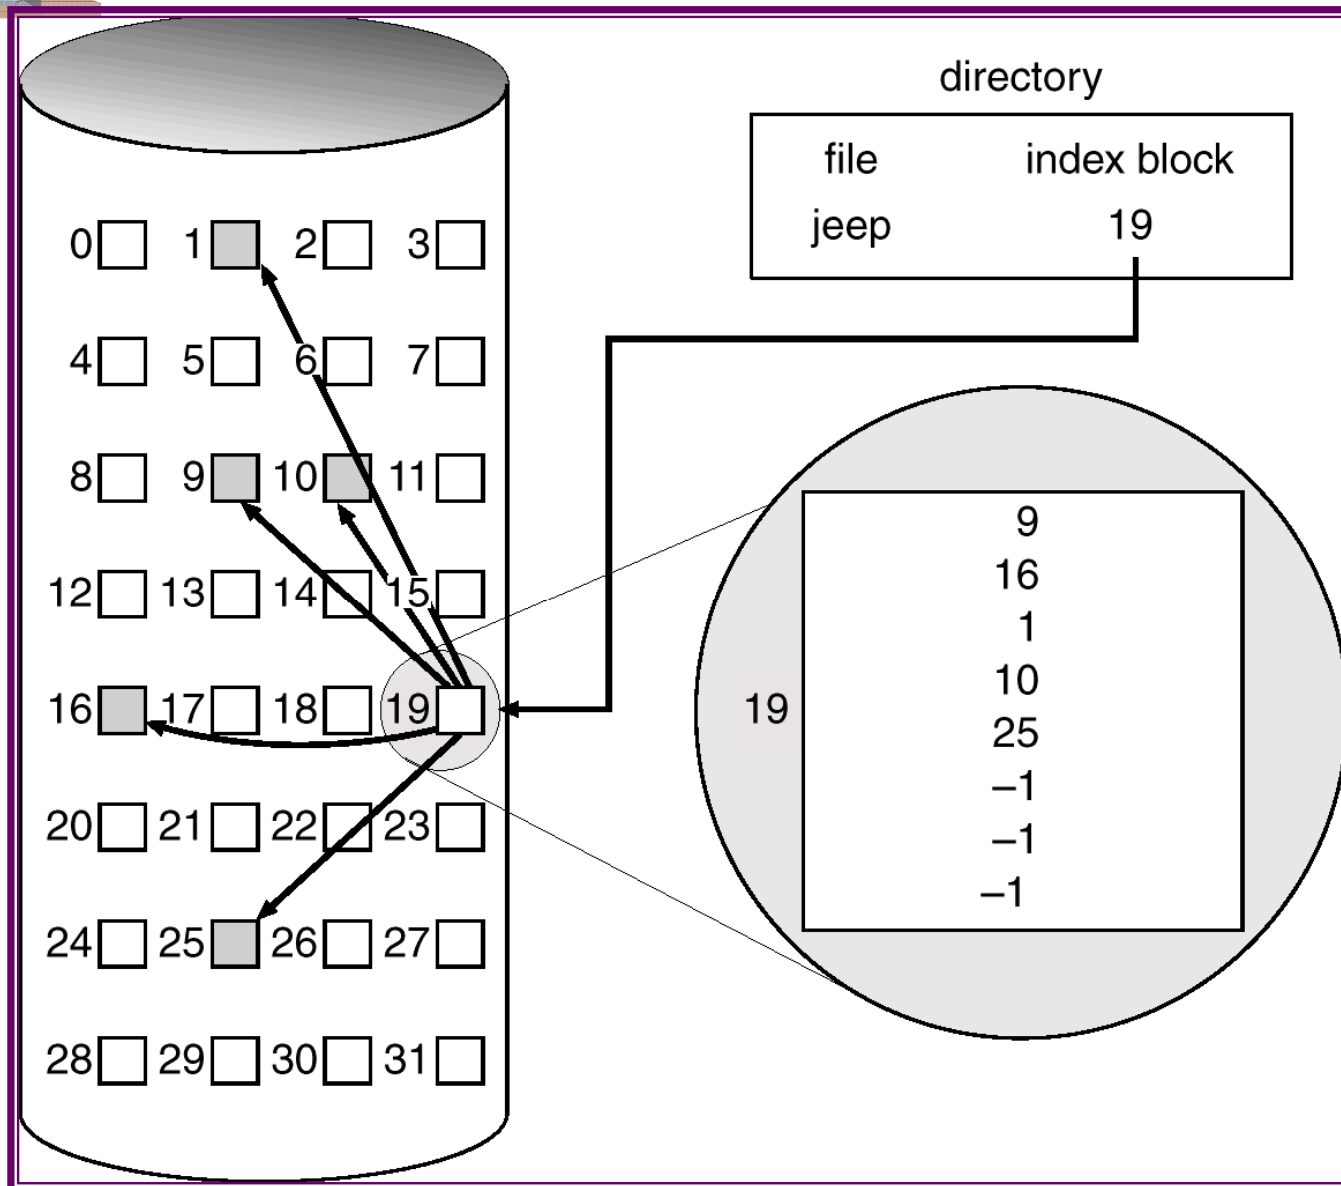 directory
file index block
jeep 19
0 1 2 3
4 5 6 7
8 9 10 11
12 13 14 15
16 17 18 19
20 21 22 23
24 25 26 27
28 29 30 31
19
9
16
1
10
25
–1
–1
–1